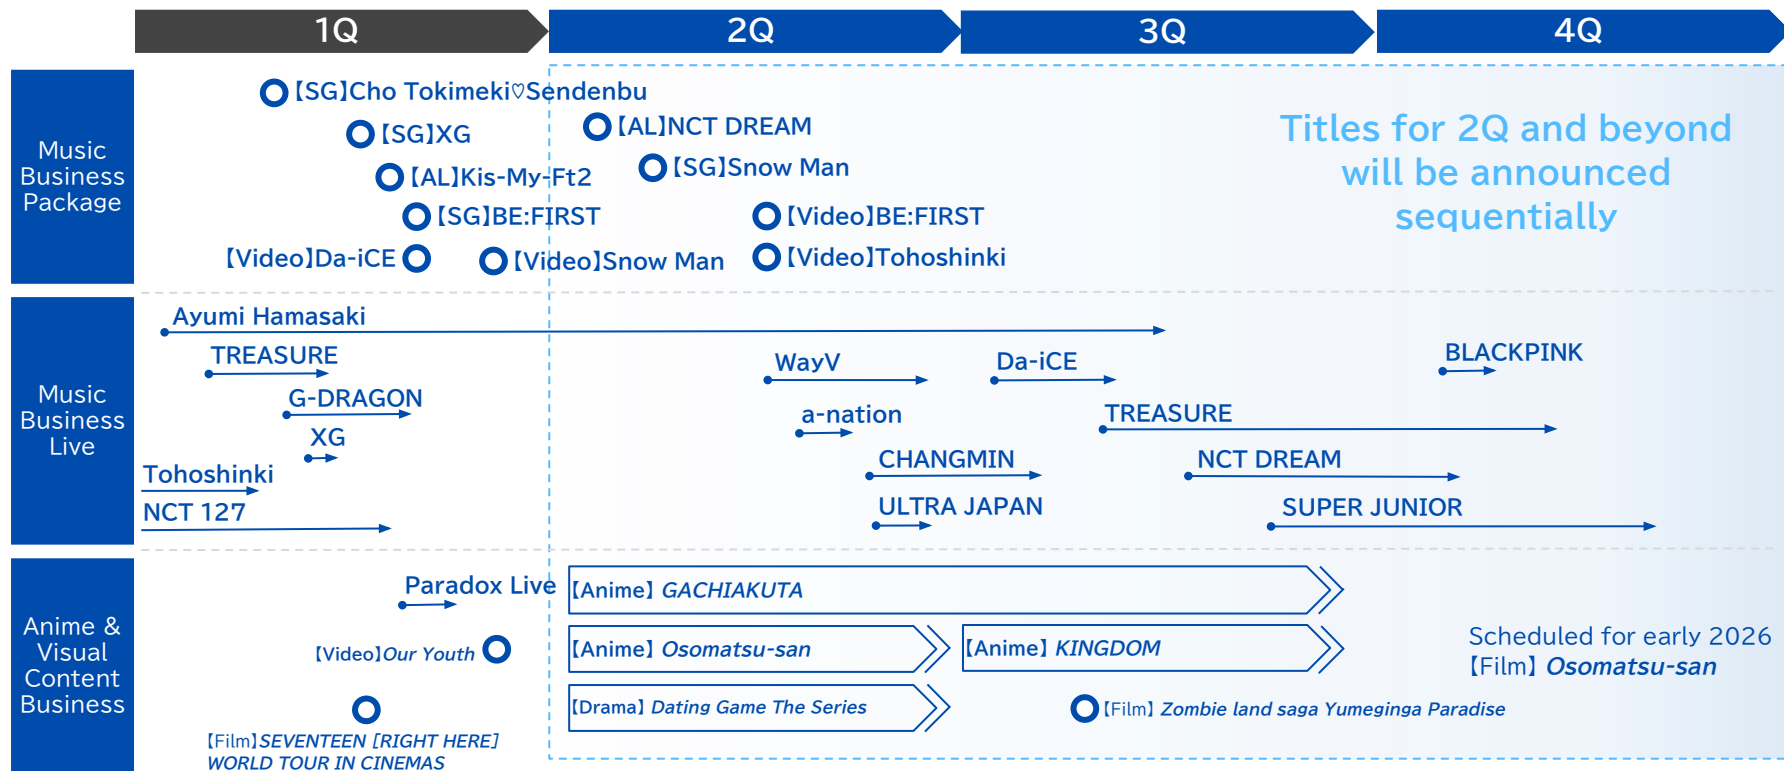 1Q
2Q
3Q
4Q
Music
Business
Package
【SG】Cho Tokimeki♡Sendenbu
【SG】XG
【AL】Kis-My-Ft2
【SG】BE:FIRST
【Video】Da-iCE
【Video】Snow Man
【AL】NCT DREAM
【SG】Snow Man
【Video】BE:FIRST
【Video】Tohoshinki
Titles for 2Q and beyond
will be announced
sequentially
Music
Business
Live
Ayumi Hamasaki
TREASURE
G-DRAGON
XG
Tohoshinki
NCT 127
WayV
a-nation
CHANGMIN
ULTRA JAPAN
Da-iCE
TREASURE
NCT DREAM
SUPER JUNIOR
BLACKPINK
Anime &
Visual
Content
Business
Paradox Live
【Video】Our Youth
【Film】SEVENTEEN [RIGHT HERE]
WORLD TOUR IN CINEMAS
【Anime】 GACHIAKUTA
【Anime】 Osomatsu-san
【Anime】 KINGDOM
【Drama】 Dating Game The Series
【Film】 Zombie land saga Yumeginga Paradise
Scheduled for early 2026
【Film】 Osomatsu-san